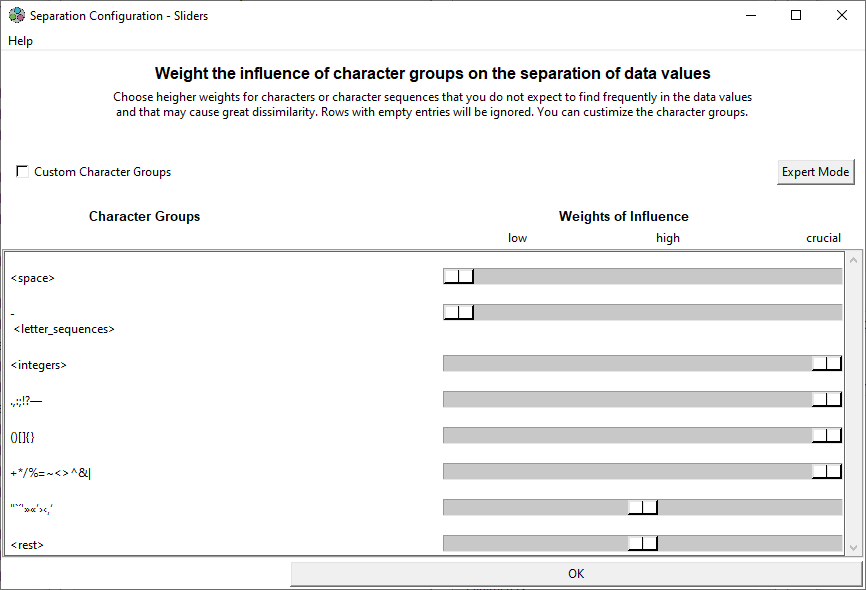 Separation Configuration - Sliders
Help
Weight the influence of character groups on the separation of data values
Choose heigher weights for characters or character sequences that you do not expect to find frequently in the data values
and that may cause great dissimilarity. Rows with empty entries will be ignored. You can custimize the character groups.
Custom Character Groups
Expert Mode
Character Groups
Weights of Influence
low high crucial
<space>
-
<letter_sequences>
<integers>
.,:;!?—
()[]{}
+*/%=~<>^&|
<rest>
OK